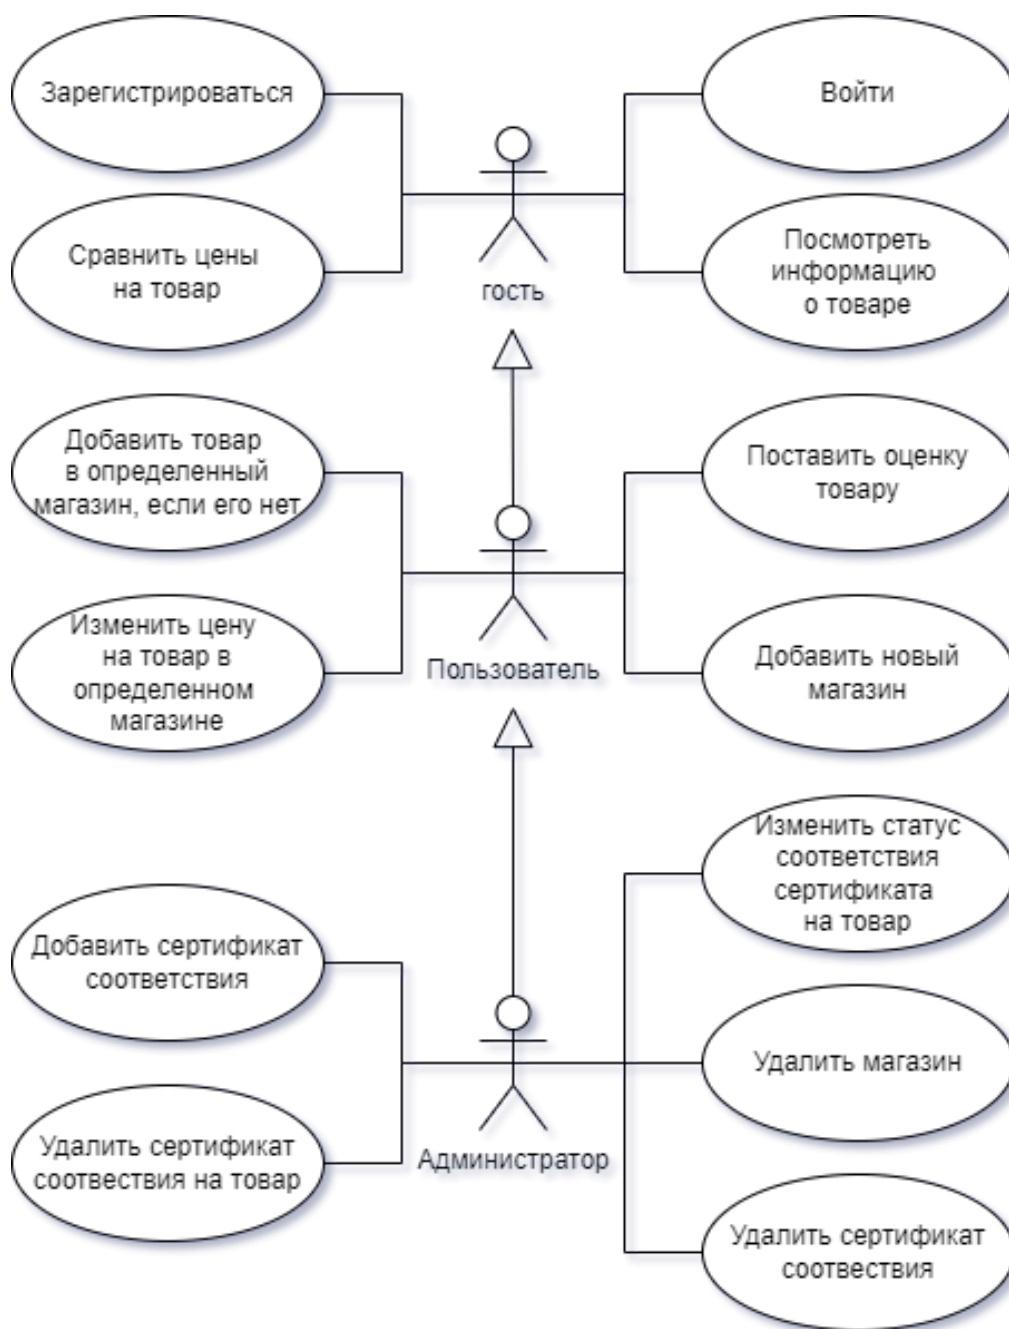 Зарегистрироваться
Войти
Сравнить цены
на товар
гость
Посмотреть
информацию
о товаре
Добавить товар
в определенный
магазин, если его нет
Поставить оценку
товару
Изменить цену
на товар в
определенном
магазине
Пользователь
Добавить новый
магазин
Изменить статус
соответствия
сертификата
на товар
Добавить сертификат
соответствия
Удалить магазин
Удалить сертификат
соотвествия на товар
Администратор
Удалить сертификат
соотвествия